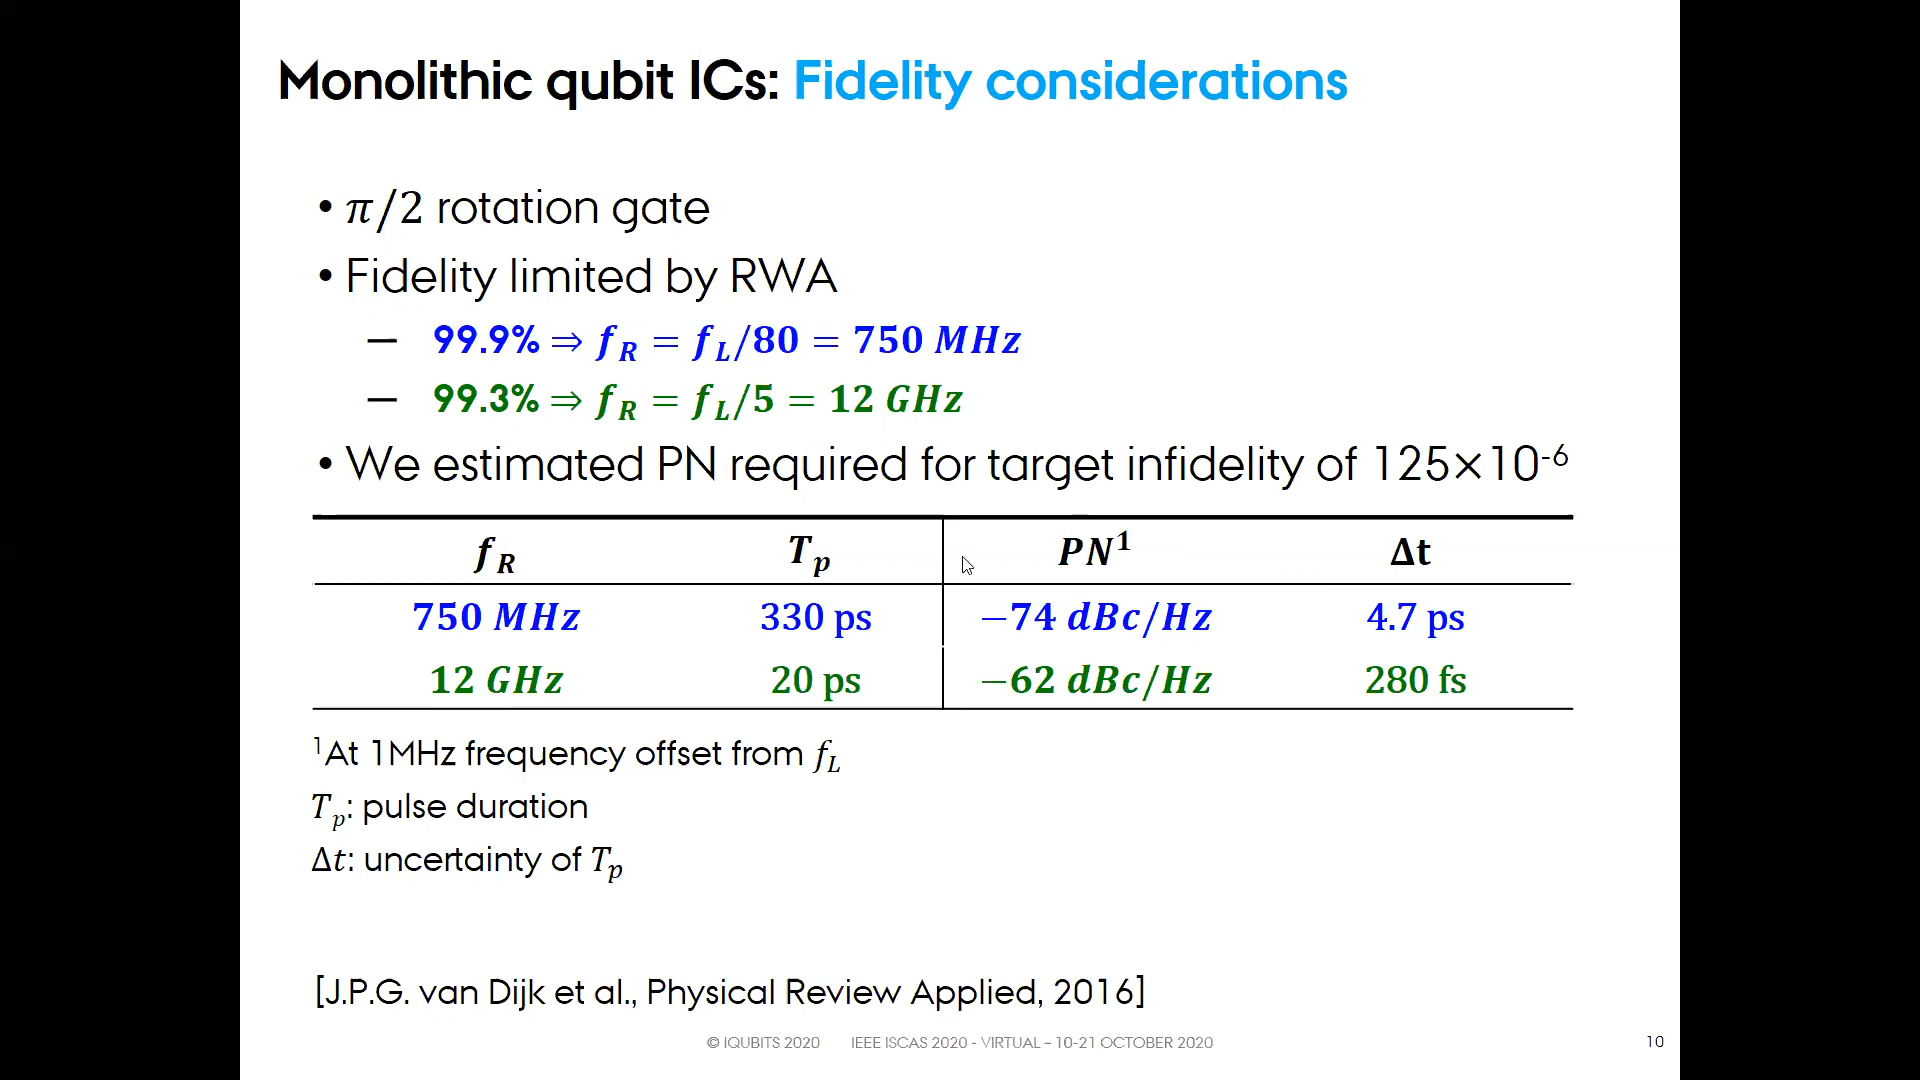 Monolithic qubit ICs: Fidelity considerations
• π/2 rotation gate
• Fidelity limited by RWA
— 99.9% ⇒ f_R = f_L/80 = 750 MHz
— 99.3% ⇒ f_R = f_L/5 = 12 GHz
• We estimated PN required for target infidelity of 125×10⁻⁶
f_R T_p PN¹ Δt
750 MHz 330 ps −74 dBc/Hz 4.7 ps
12 GHz 20 ps −62 dBc/Hz 280 fs
¹At 1MHz frequency offset from f_L
T_p: pulse duration
Δt: uncertainty of T_p
[J.P.G. van Dijk et al., Physical Review Applied, 2016]
© IQUBITS 2020 IEEE ISCAS 2020 - VIRTUAL – 10-21 OCTOBER 2020 10